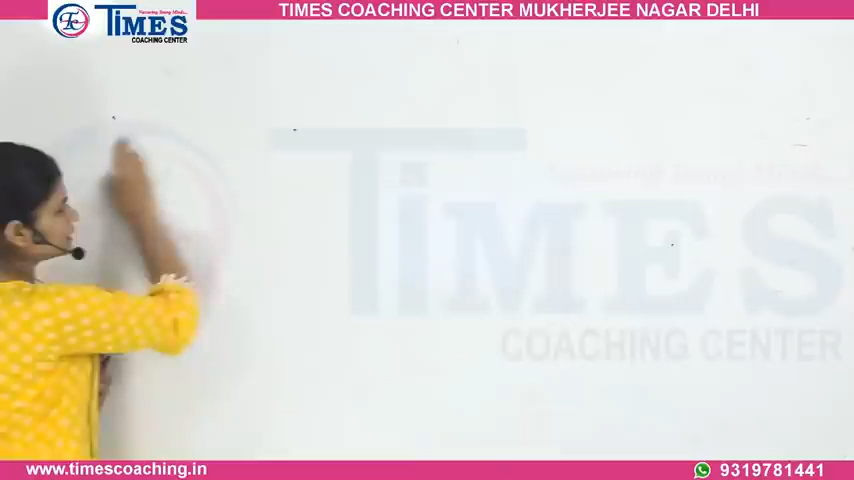 TIMES COACHING CENTER MUKHERJEE NAGAR DELHI
TIMES
COACHING CENTER
TIMES
COACHING CENTER
www.timescoaching.in
9319781441